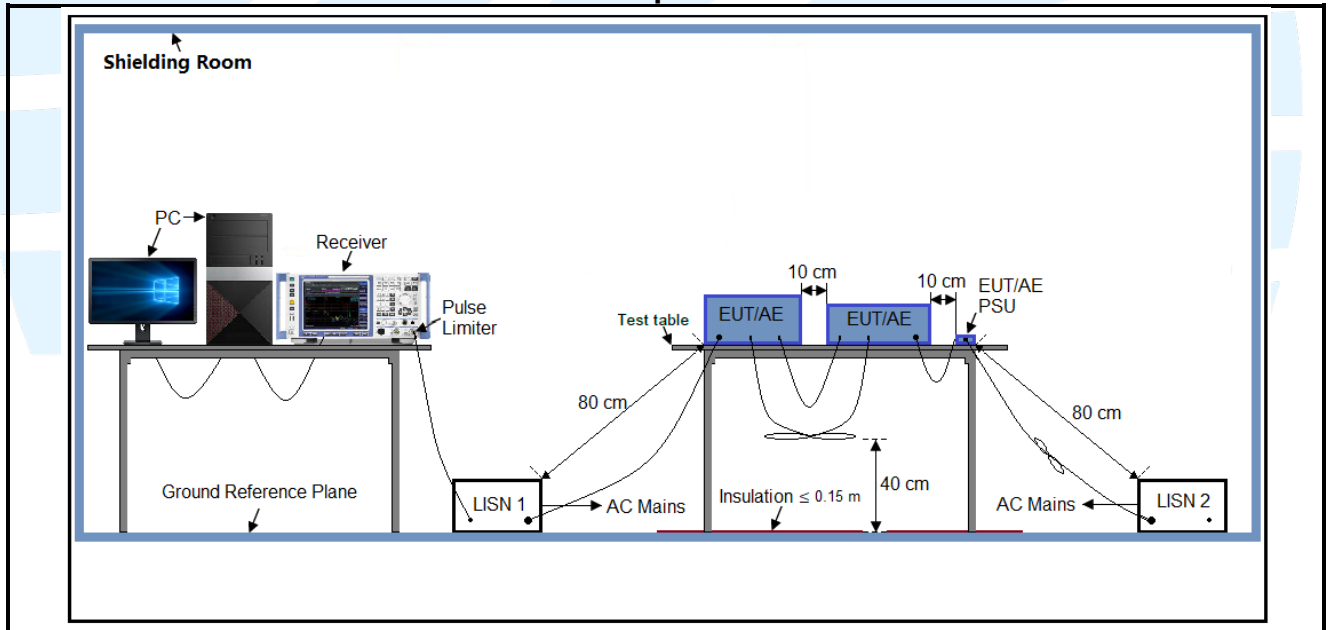 Shielding Room
PC
Receiver
Pulse
Limiter
10 cm
10 cm
EUT/AE
PSU
EUT/AE
EUT/AE
Test table
80 cm
80 cm
40 cm
Ground Reference Plane
LISN 1
AC Mains
Insulation ≤ 0.15 m
AC Mains
LISN 2